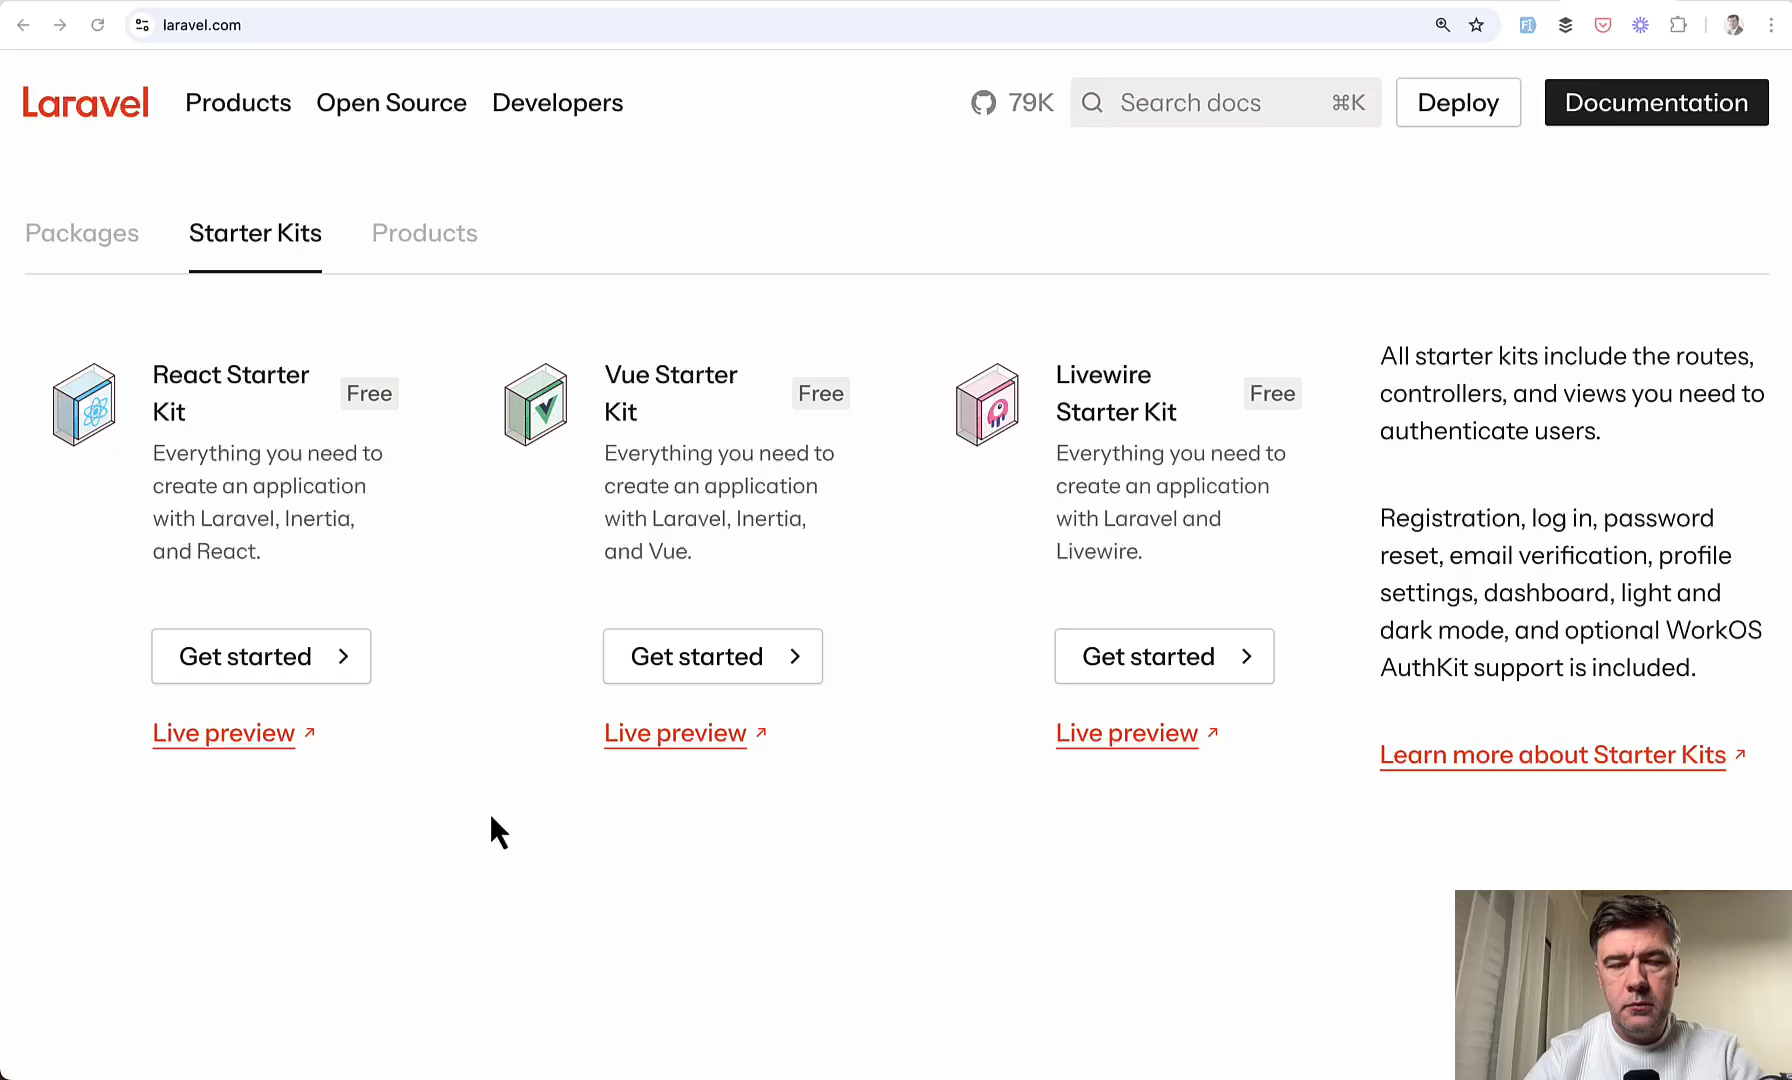 laravel.com
Laravel Products Open Source Developers 79K Search docs ⌘K Deploy Documentation
Packages Starter Kits Products
React Starter
Kit
Free
Everything you need to
create an application
with Laravel, Inertia,
and React.
Get started
Live preview ↗
Vue Starter
Kit
Free
Everything you need to
create an application
with Laravel, Inertia,
and Vue.
Get started
Live preview ↗
Livewire
Starter Kit
Free
Everything you need to
create an application
with Laravel and
Livewire.
Get started
Live preview ↗
All starter kits include the routes,
controllers, and views you need to
authenticate users.
Registration, log in, password
reset, email verification, profile
settings, dashboard, light and
dark mode, and optional WorkOS
AuthKit support is included.
Learn more about Starter Kits ↗